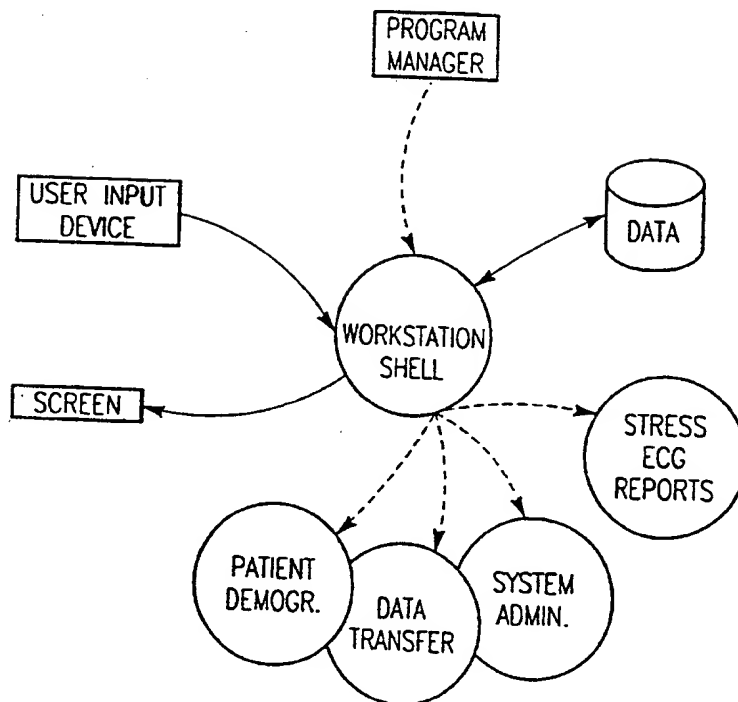 PROGRAM
MANAGER
USER INPUT
DEVICE
DATA
WORKSTATION
SHELL
SCREEN
STRESS
ECG
REPORTS
PATIENT
DEMOGR.
DATA
TRANSFER
SYSTEM
ADMIN.